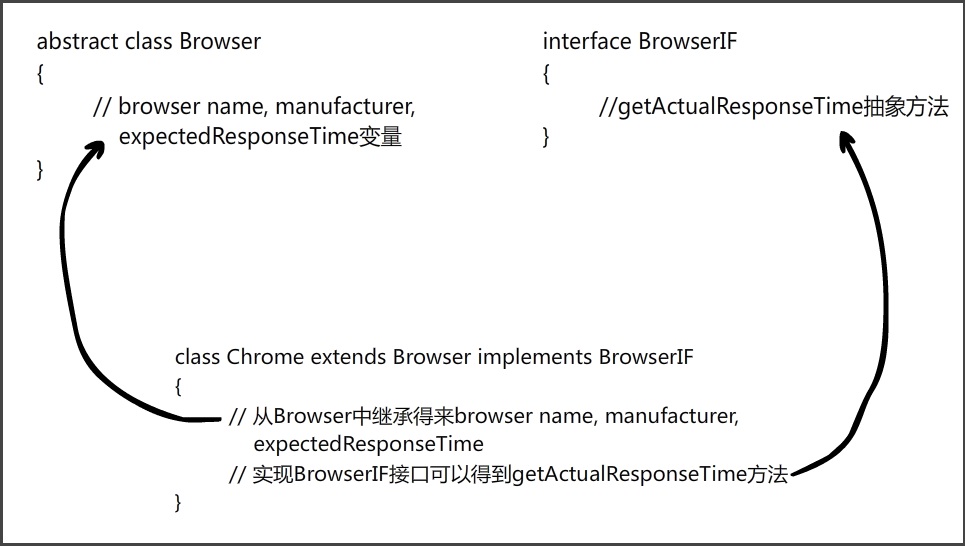 abstract class Browser
{
// browser name, manufacturer,
expectedResponseTime变量
}
interface BrowserIF
{
//getActualResponseTime抽象方法
}
class Chrome extends Browser implements BrowserIF
{
// 从Browser中继承得来browser name, manufacturer,
expectedResponseTime
// 实现BrowserIF接口可以得到getActualResponseTime方法
}